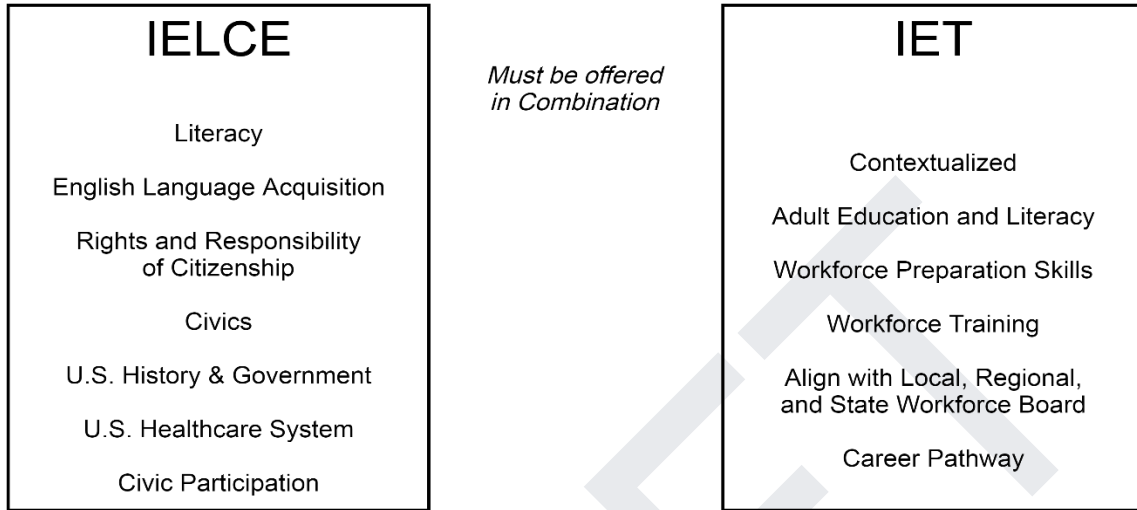 IELCE
Literacy
English Language Acquisition
Rights and Responsibility
of Citizenship
Civics
U.S. History & Government
U.S. Healthcare System
Civic Participation
Must be offered
in Combination
IET
Contextualized
Adult Education and Literacy
Workforce Preparation Skills
Workforce Training
Align with Local, Regional,
and State Workforce Board
Career Pathway